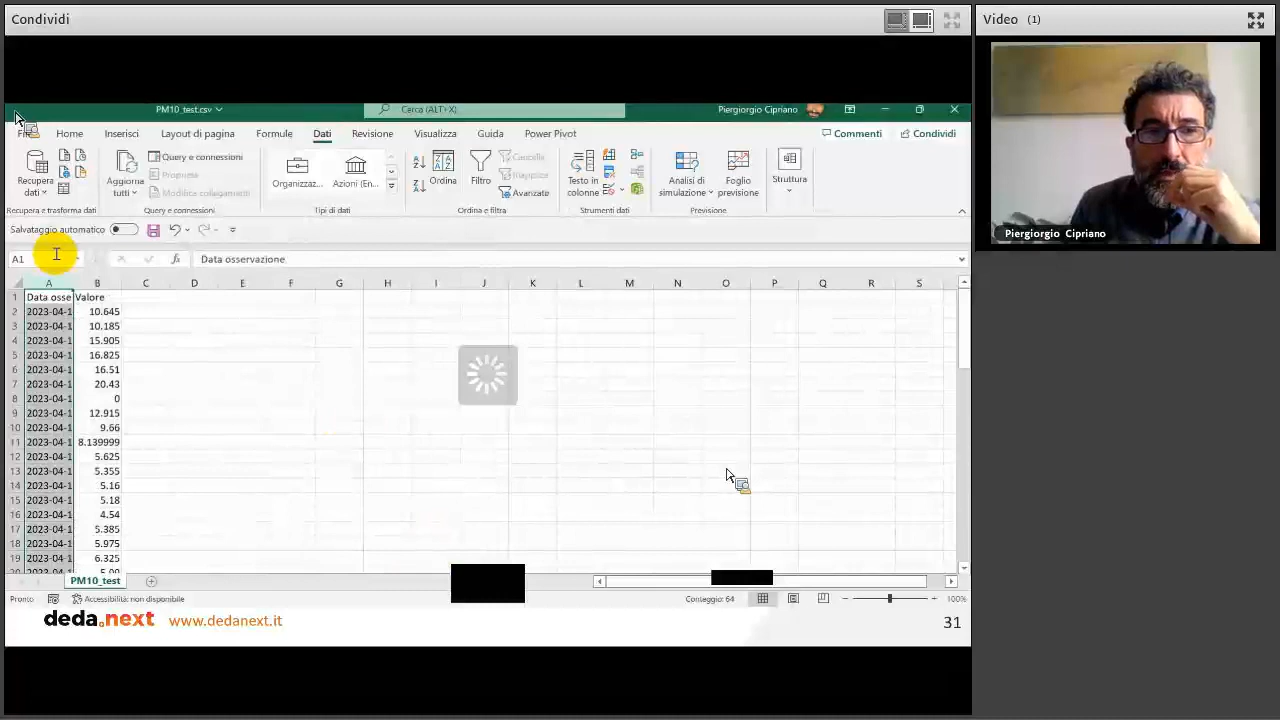 Condividi
Video (1)
PM10_test.csv
Cerca (ALT+X)
Piergiorgio Cipriano
Home Inserisci Layout di pagina Formule Dati Revisione Visualizza Guida Power Pivot Commenti Condividi
Recupera dati
Aggiorna tutti
Query e connessioni
Proprietà
Modifica collegamenti
Organizzaz...
Azioni (En...
Ordina
Filtro
Cancella
Riapplica
Avanzate
Testo in colonne
Analisi di simulazione
Foglio previsione
Struttura
Recupera e trasforma dati Query e connessioni Tipi di dati Ordina e filtra Strumenti dati Previsione
Salvataggio automatico
A1 fx Data osservazione
A B C D E F G H I J K L M N O P Q R S
1 Data osse Valore
2 2023-04-1 10.645
3 2023-04-1 10.185
4 2023-04-1 15.905
5 2023-04-1 16.825
6 2023-04-1 16.51
7 2023-04-1 20.43
8 2023-04-1 0
9 2023-04-1 12.915
10 2023-04-1 9.66
11 2023-04-1 8.139999
12 2023-04-1 5.625
13 2023-04-1 5.355
14 2023-04-1 5.16
15 2023-04-1 5.18
16 2023-04-1 4.54
17 2023-04-1 5.385
18 2023-04-1 5.975
19 2023-04-1 6.325
PM10_test
Pronto Accessibilità: non disponibile Conteggio: 64 100%
deda.next www.dedanext.it 31
Piergiorgio Cipriano